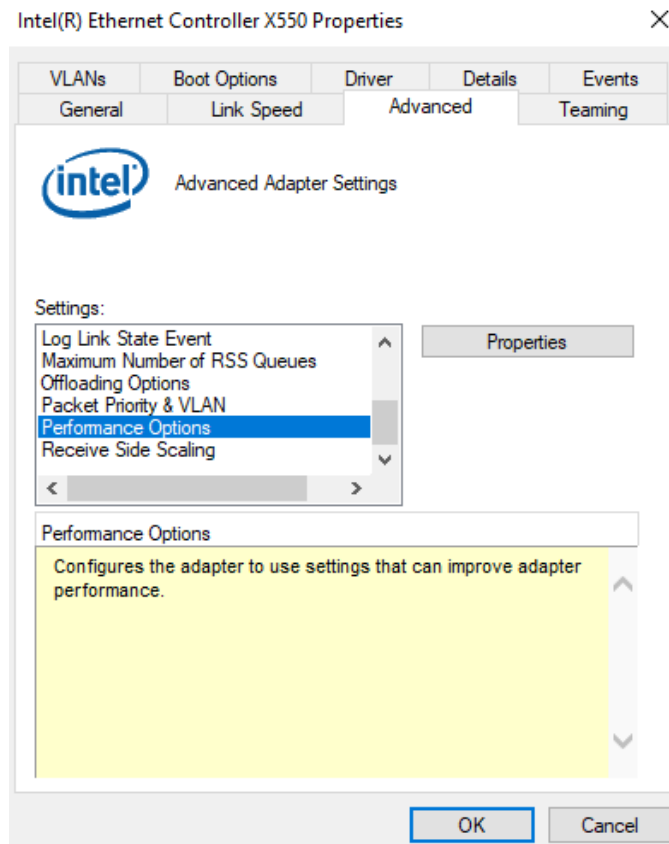 Intel(R) Ethernet Controller X550 Properties
VLANs Boot Options Driver Details Events
General Link Speed Advanced Teaming
intel
Advanced Adapter Settings
Settings:
Log Link State Event
Maximum Number of RSS Queues
Offloading Options
Packet Priority & VLAN
Performance Options
Receive Side Scaling
Properties
Performance Options
Configures the adapter to use settings that can improve adapter
performance.
OK Cancel